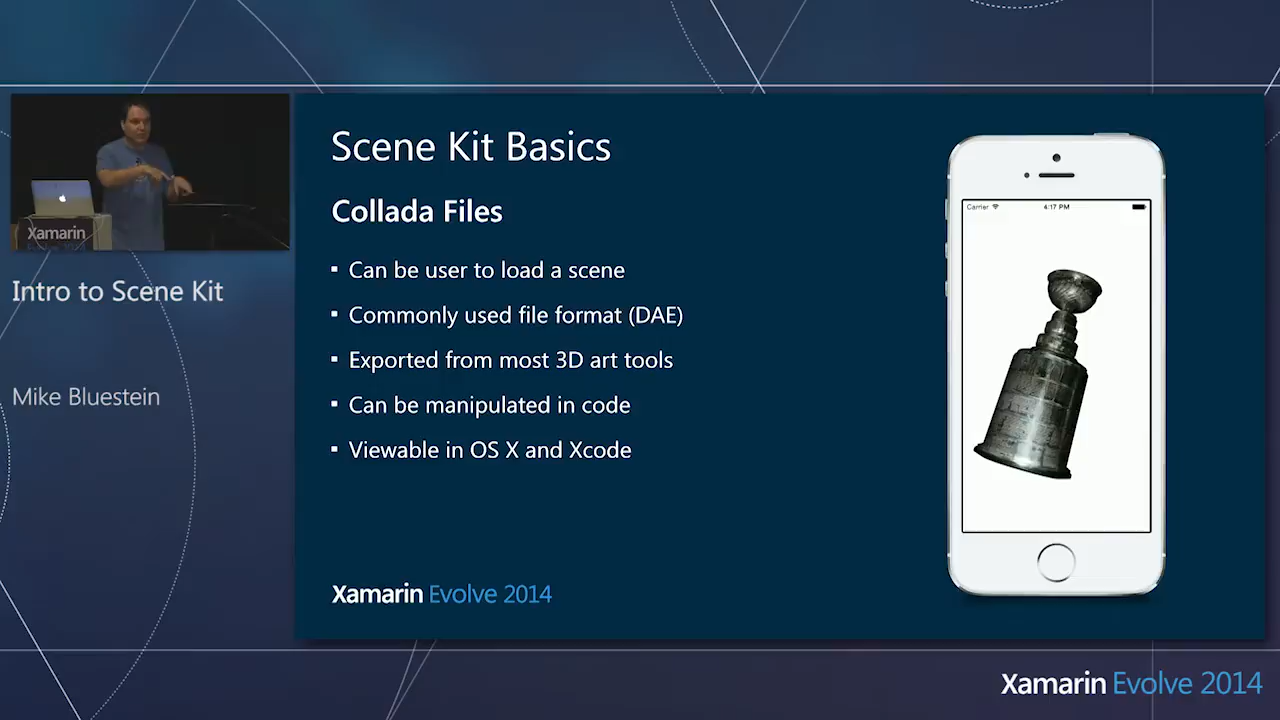 Xamarin
Intro to Scene Kit
Mike Bluestein
Scene Kit Basics
Collada Files
▪ Can be user to load a scene
▪ Commonly used file format (DAE)
▪ Exported from most 3D art tools
▪ Can be manipulated in code
▪ Viewable in OS X and Xcode
Xamarin Evolve 2014
Carrier 4:17 PM
Xamarin Evolve 2014